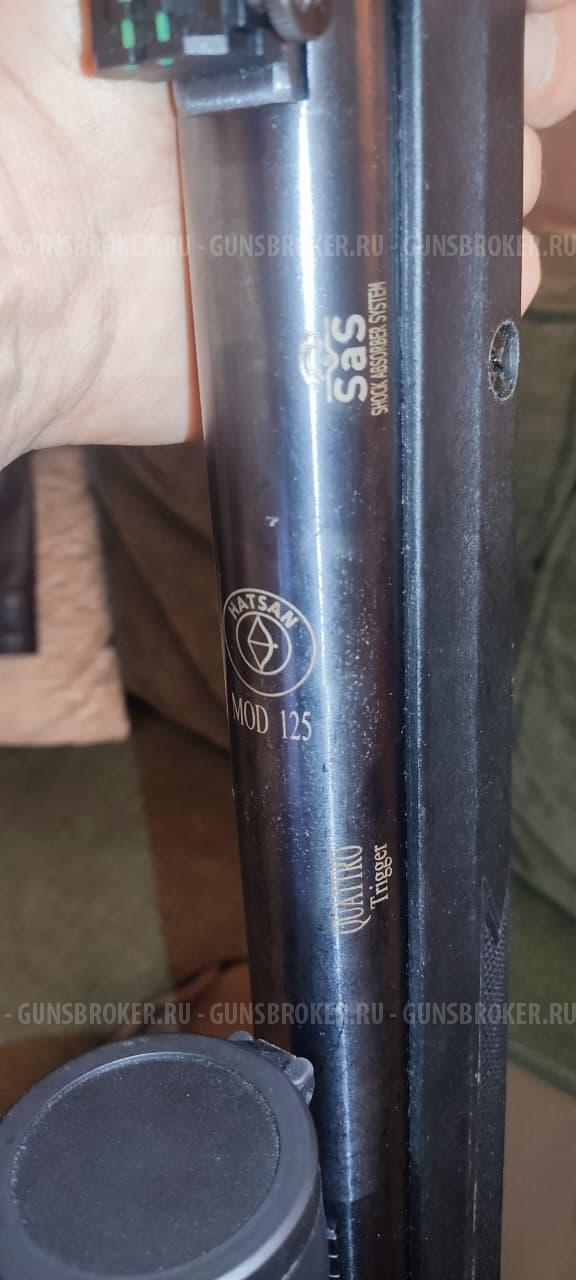 - GUNSBROKER.RU - GUNSBROKER.RU - GUNSBROKER.RU
SaS
SHOCK ABSORBER SYSTEM
HATSAN
MOD 125
QUATTRO
Trigger
- GUNSBROKER.RU - GUNSBROKER.RU - GUNSBROKER.RU